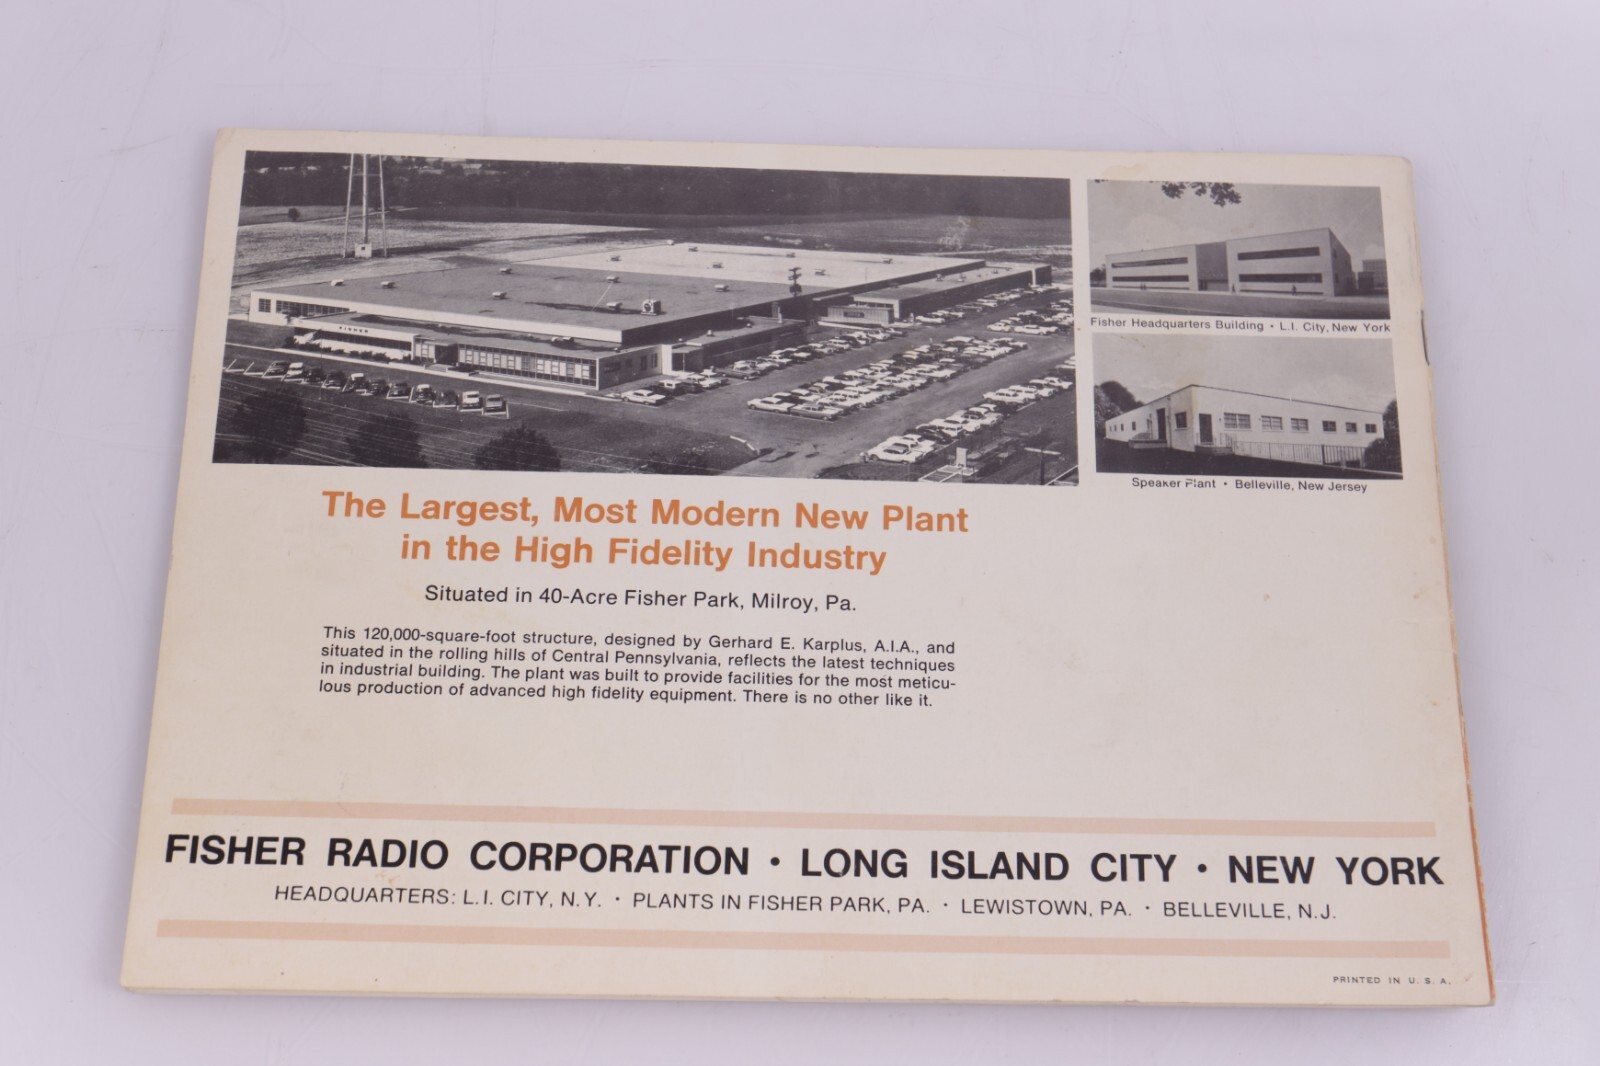 FISHER
Fisher Headquarters Building • L.I. City, New York
Speaker Plant • Belleville, New Jersey
The Largest, Most Modern New Plant
in the High Fidelity Industry
Situated in 40-Acre Fisher Park, Milroy, Pa.
This 120,000-square-foot structure, designed by Gerhard E. Karplus, A.I.A., and
situated in the rolling hills of Central Pennsylvania, reflects the latest techniques
in industrial building. The plant was built to provide facilities for the most meticu-
lous production of advanced high fidelity equipment. There is no other like it.
FISHER RADIO CORPORATION • LONG ISLAND CITY • NEW YORK
HEADQUARTERS: L.I. CITY, N.Y. • PLANTS IN FISHER PARK, PA. • LEWISTOWN, PA. • BELLEVILLE, N.J.
PRINTED IN U.S.A.